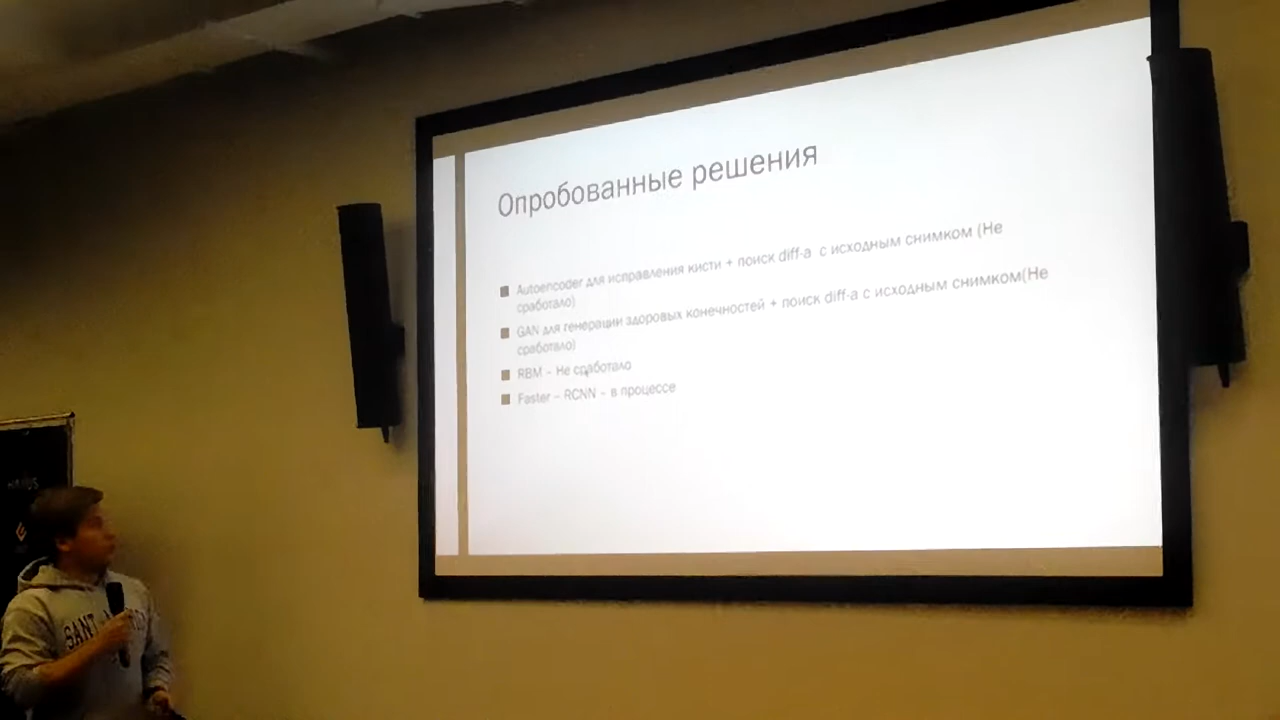 Опробованные решения
Autoencoder для исправления кисти + поиск diff-а с исходным снимком (Не
сработало)
GAN для генерации здоровых конечностей + поиск diff-а с исходным снимком(Не
сработало)
RBM – Не сработало
Faster – RCNN – в процессе
SANT